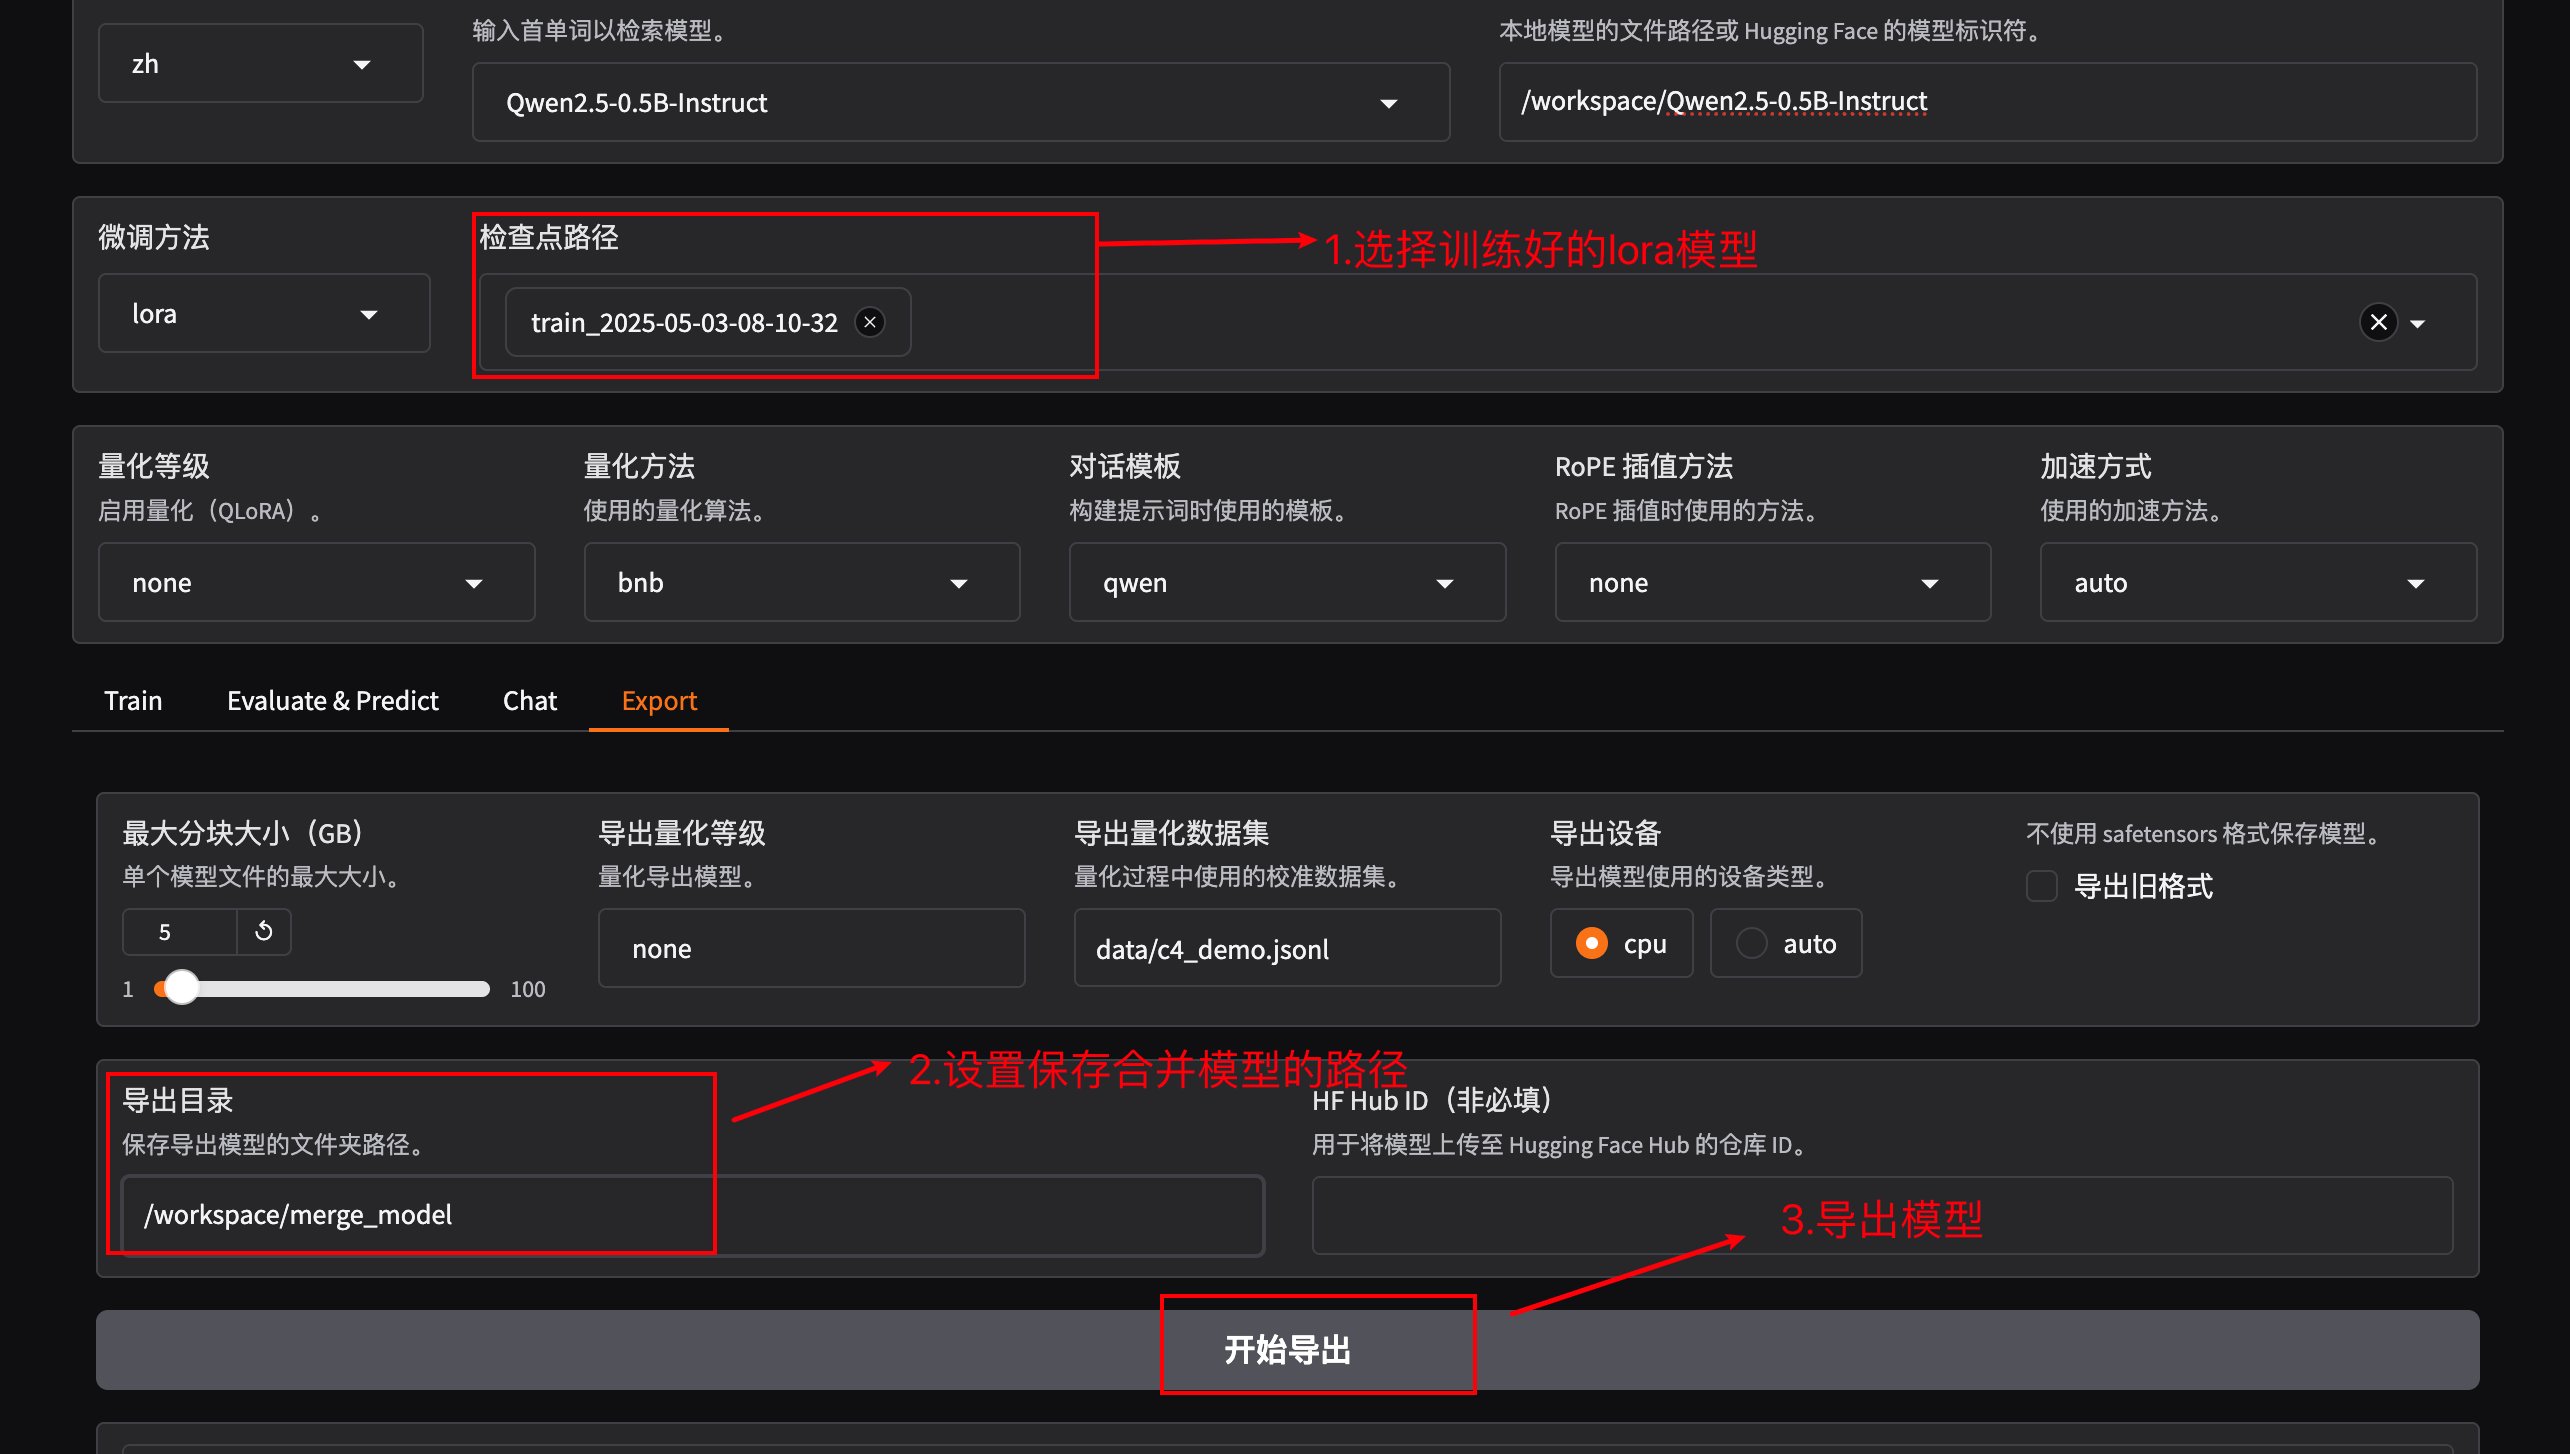 输入首单词以检索模型。
本地模型的文件路径或 Hugging Face 的模型标识符。
zh
Qwen2.5-0.5B-Instruct
/workspace/Qwen2.5-0.5B-Instruct
微调方法
检查点路径
1.选择训练好的lora模型
lora
train_2025-05-03-08-10-32
量化等级
启用量化（QLoRA）。
none
量化方法
使用的量化算法。
bnb
对话模板
构建提示词时使用的模板。
qwen
RoPE 插值方法
RoPE 插值时使用的方法。
none
加速方式
使用的加速方法。
auto
Train
Evaluate & Predict
Chat
Export
最大分块大小（GB）
单个模型文件的最大大小。
5
1
100
导出量化等级
量化导出模型。
none
导出量化数据集
量化过程中使用的校准数据集。
data/c4_demo.jsonl
导出设备
导出模型使用的设备类型。
cpu
auto
不使用 safetensors 格式保存模型。
导出旧格式
2.设置保存合并模型的路径
导出目录
保存导出模型的文件夹路径。
/workspace/merge_model
HF Hub ID（非必填）
用于将模型上传至 Hugging Face Hub 的仓库 ID。
3.导出模型
开始导出